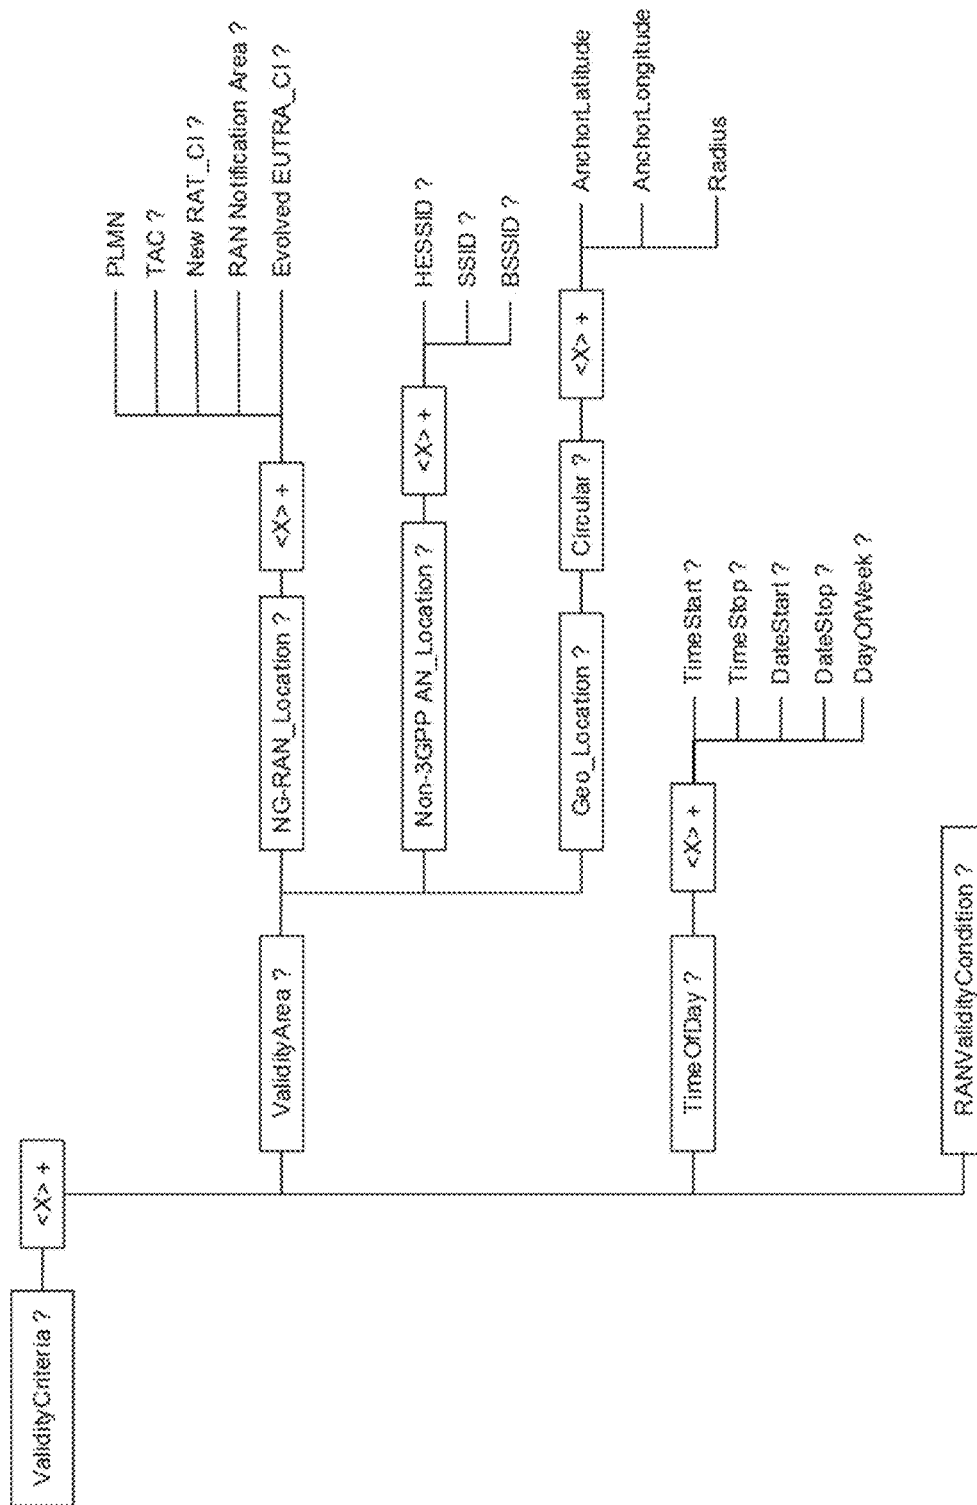 ValidityCriteria ?
<X> +
ValidityArea ?
NG-RAN_Location ?
<X> +
PLMN
TAC ?
New RAT_CI ?
RAN Notification Area ?
Evolved EUTRA_CI ?
Non-3GPP AN_Location ?
<X> +
HESSID ?
SSID ?
BSSID ?
Geo_Location ?
Circular ?
<X> +
AnchorLatitude
AnchorLongitude
Radius
TimeOfDay ?
<X> +
TimeStart ?
TimeStop ?
DateStart ?
DateStop ?
DayOfWeek ?
RANValidityCondition ?